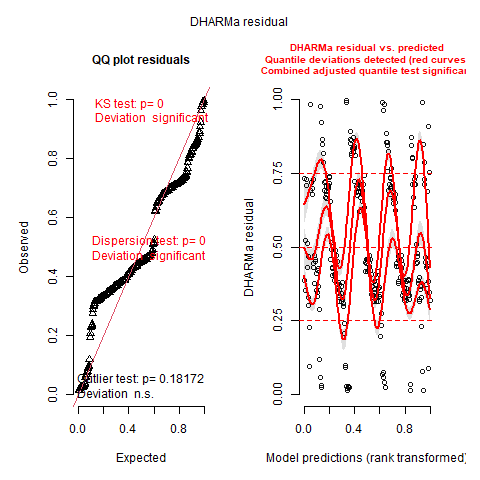 DHARMa residual
QQ plot residuals
KS test: p= 0
Deviation significant
Dispersion test: p= 0
Deviation significant
Outlier test: p= 0.18172
Deviation n.s.
Observed
0.0 0.2 0.4 0.6 0.8 1.0
0.0 0.4 0.8
Expected
DHARMa residual vs. predicted
Quantile deviations detected (red curves
Combined adjusted quantile test significan
DHARMa residual
0.00 0.25 0.50 0.75 1.00
0.0 0.4 0.8
Model predictions (rank transformed)